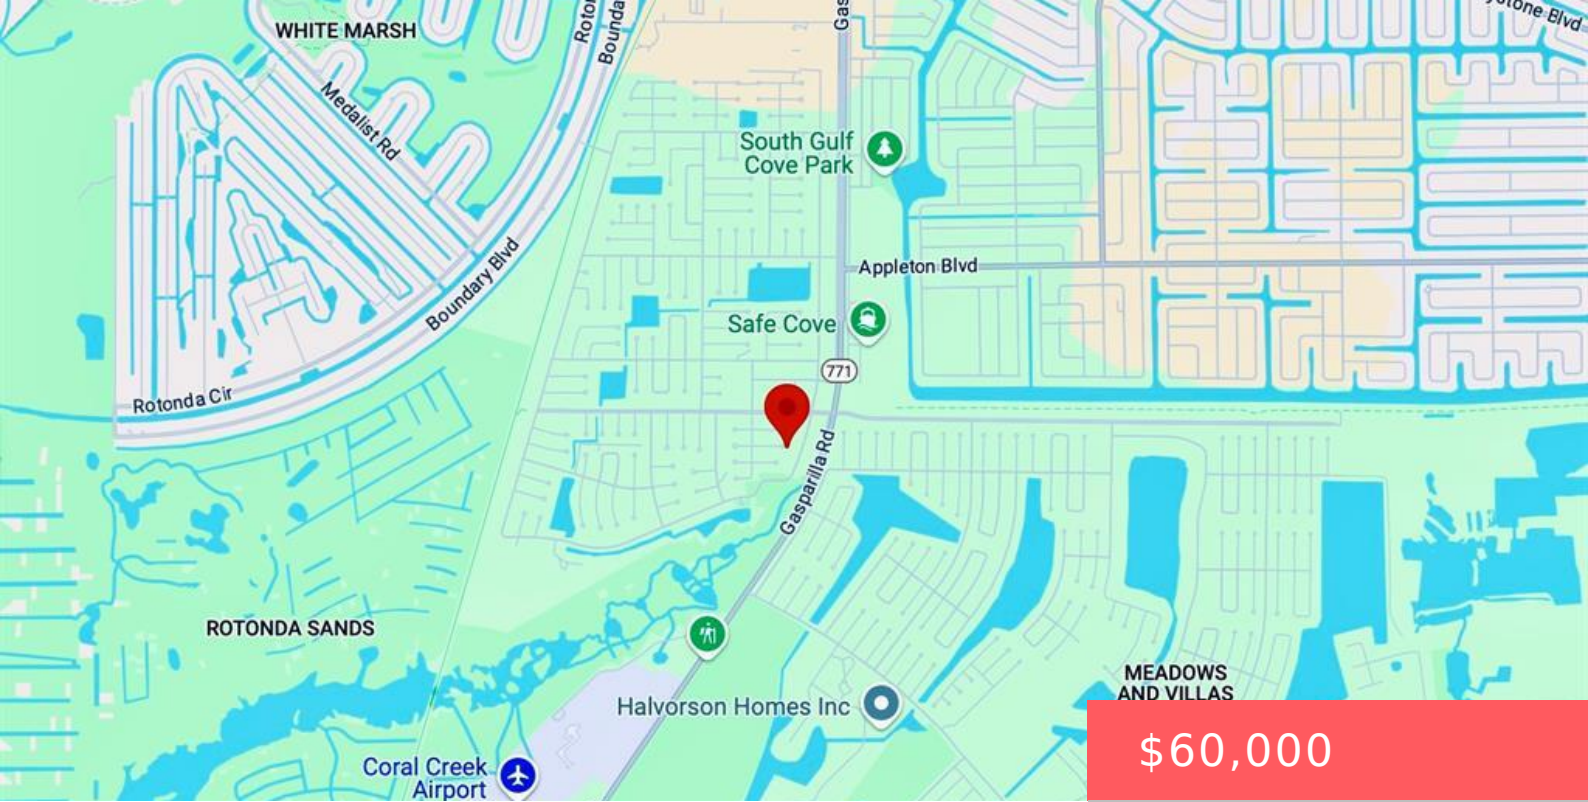 WHITE MARSH
Medalist Rd
Boundary Blvd
Rotonda Cir
South Gulf
Cove Park
Appleton Blvd
Safe Cove
771
Gasparilla Rd
ROTONDA SANDS
Halvorson Homes Inc
Coral Creek
Airport
MEADOWS
AND VILLAS
$60,000